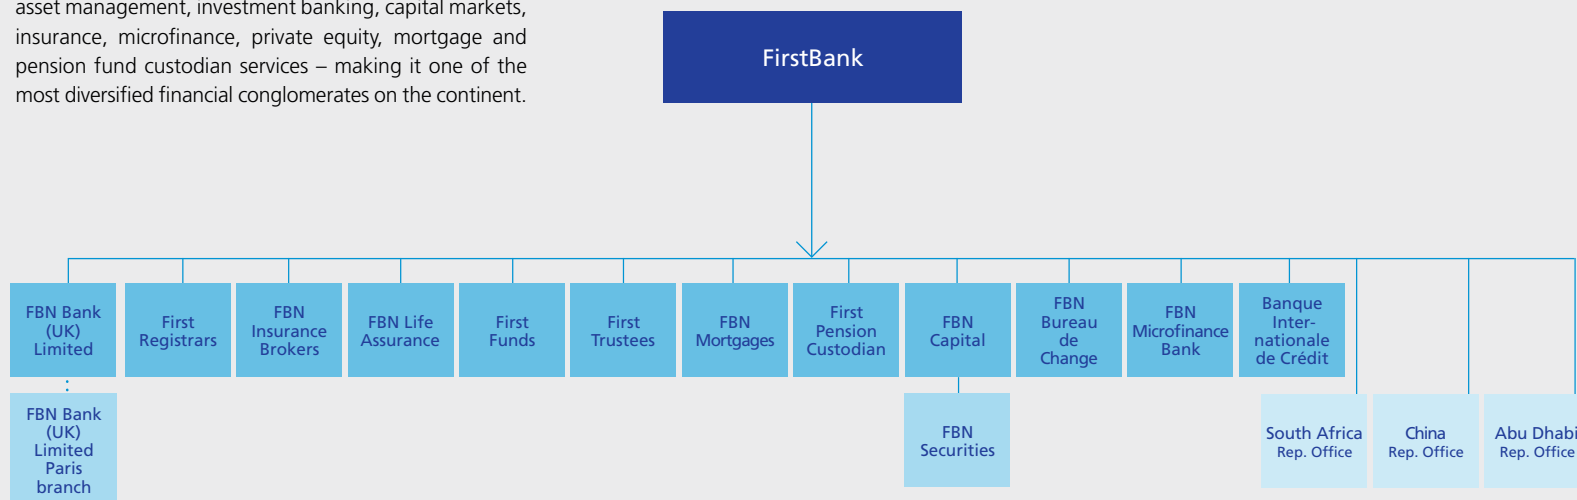 asset management, investment banking, capital markets,
insurance, microfinance, private equity, mortgage and
pension fund custodian services – making it one of the
most diversified financial conglomerates on the continent.
FirstBank
FBN Bank
(UK)
Limited
First
Registrars
FBN
Insurance
Brokers
FBN Life
Assurance
First
Funds
First
Trustees
FBN
Mortgages
First
Pension
Custodian
FBN
Capital
FBN
Bureau
de
Change
FBN
Microfinance
Bank
Banque
Inter-
nationale
de Crédit
FBN Bank
(UK)
Limited
Paris
branch
FBN
Securities
South Africa
Rep. Office
China
Rep. Office
Abu Dhabi
Rep. Office